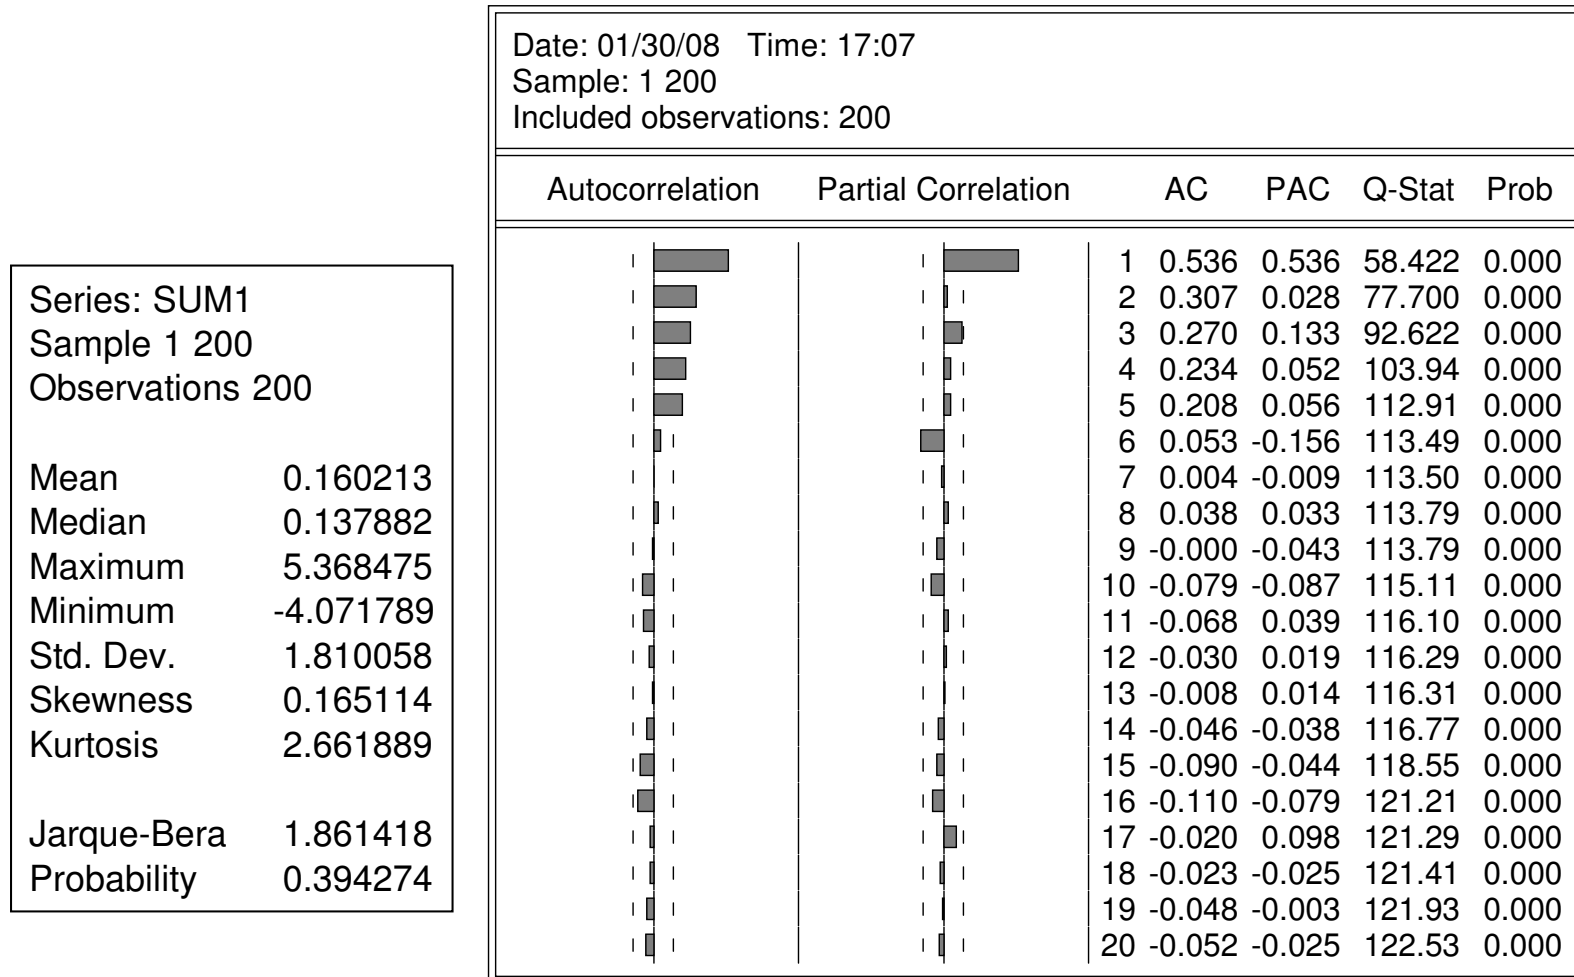 Series: SUM1
Sample 1 200
Observations 200
Mean 0.160213
Median 0.137882
Maximum 5.368475
Minimum -4.071789
Std. Dev. 1.810058
Skewness 0.165114
Kurtosis 2.661889
Jarque-Bera 1.861418
Probability 0.394274
Date: 01/30/08 Time: 17:07
Sample: 1 200
Included observations: 200
Autocorrelation Partial Correlation AC PAC Q-Stat Prob
1 0.536 0.536 58.422 0.000
2 0.307 0.028 77.700 0.000
3 0.270 0.133 92.622 0.000
4 0.234 0.052 103.94 0.000
5 0.208 0.056 112.91 0.000
6 0.053 -0.156 113.49 0.000
7 0.004 -0.009 113.50 0.000
8 0.038 0.033 113.79 0.000
9 -0.000 -0.043 113.79 0.000
10 -0.079 -0.087 115.11 0.000
11 -0.068 0.039 116.10 0.000
12 -0.030 0.019 116.29 0.000
13 -0.008 0.014 116.31 0.000
14 -0.046 -0.038 116.77 0.000
15 -0.090 -0.044 118.55 0.000
16 -0.110 -0.079 121.21 0.000
17 -0.020 0.098 121.29 0.000
18 -0.023 -0.025 121.41 0.000
19 -0.048 -0.003 121.93 0.000
20 -0.052 -0.025 122.53 0.000